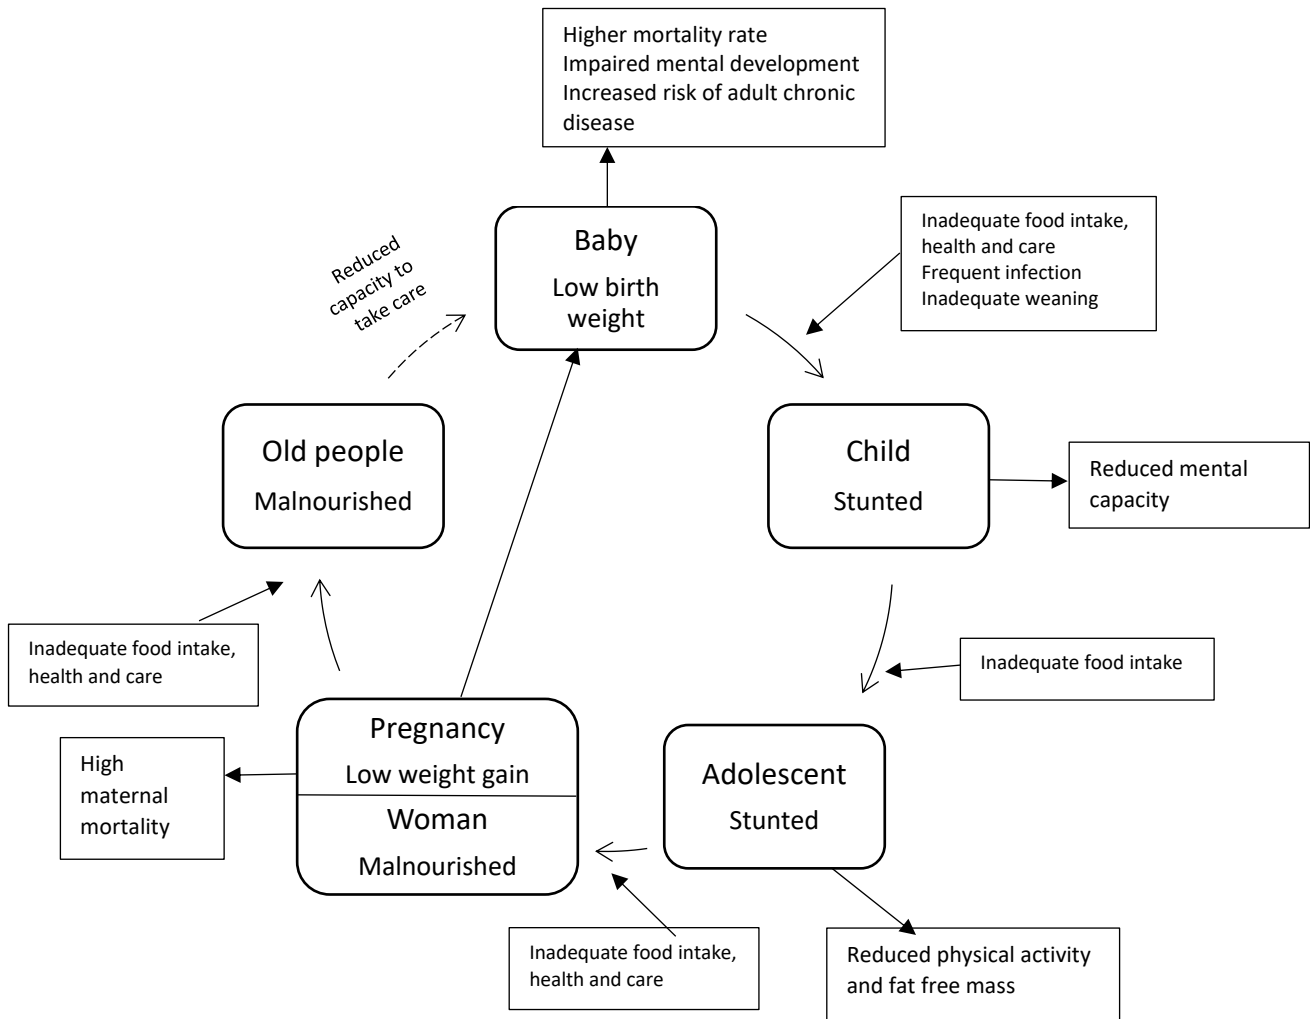 Higher mortality rate
Impaired mental development
Increased risk of adult chronic
disease
Baby
Low birth
weight
Inadequate food intake,
health and care
Frequent infection
Inadequate weaning
Reduced
capacity to
take care
Old people
Malnourished
Child
Stunted
Reduced mental
capacity
Inadequate food intake,
health and care
Inadequate food intake
Pregnancy
Low weight gain
Woman
Malnourished
High
maternal
mortality
Adolescent
Stunted
Inadequate food intake,
health and care
Reduced physical activity
and fat free mass